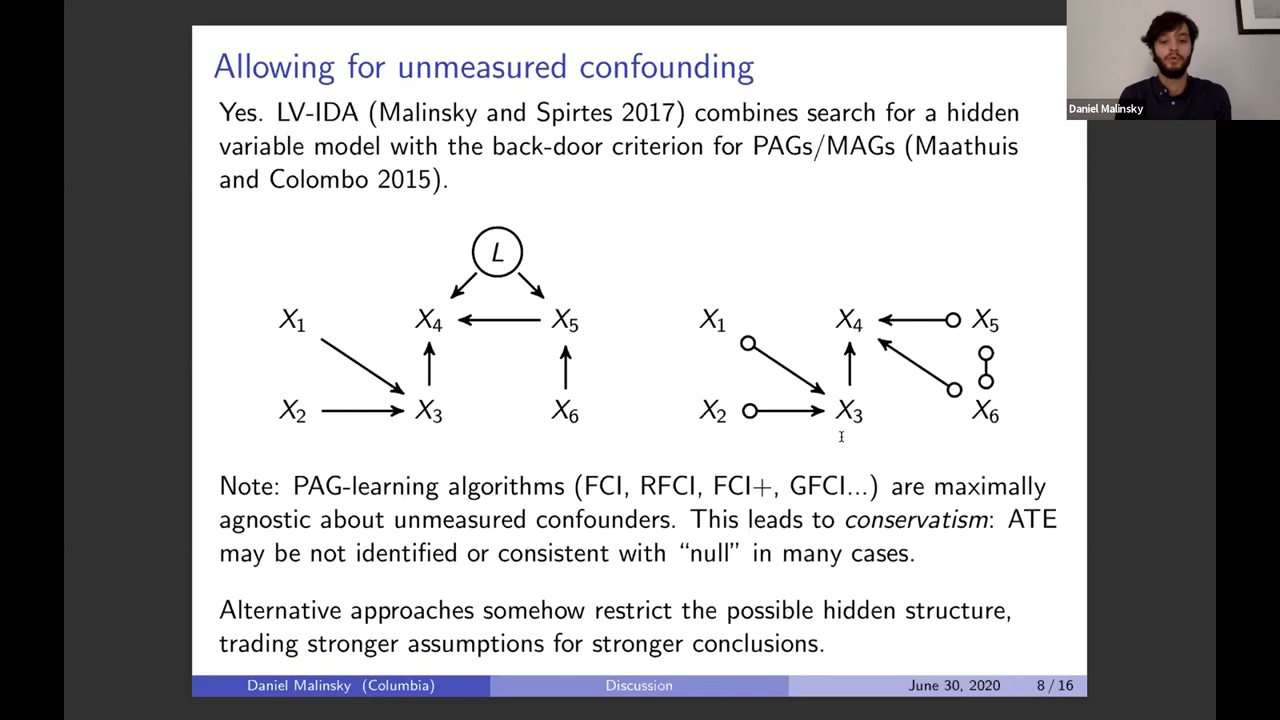 Allowing for unmeasured confounding
Daniel Malinsky
Yes. LV-IDA (Malinsky and Spirtes 2017) combines search for a hidden
variable model with the back-door criterion for PAGs/MAGs (Maathuis
and Colombo 2015).
L
X1 X4 X5 X1 X4 X5
X2 X3 X6 X2 X3 X6
Note: PAG-learning algorithms (FCI, RFCI, FCI+, GFCI...) are maximally
agnostic about unmeasured confounders. This leads to conservatism: ATE
may be not identified or consistent with “null” in many cases.
Alternative approaches somehow restrict the possible hidden structure,
trading stronger assumptions for stronger conclusions.
Daniel Malinsky (Columbia) Discussion June 30, 2020 8 / 16